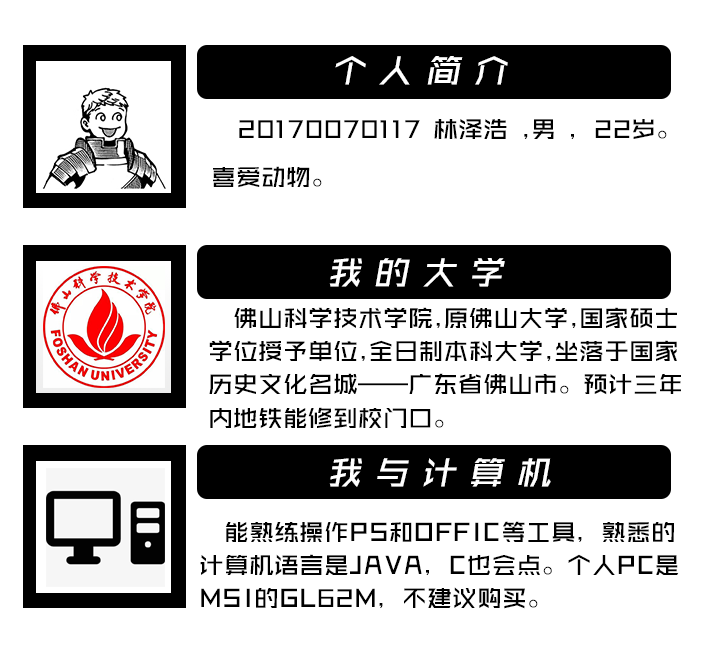 个人简介
20170070117 林泽浩 ,男 ，22岁。
喜爱动物。
佛山科学技术学院
FOSHAN UNIVERSITY
我的大学
佛山科学技术学院,原佛山大学,国家硕士
学位授予单位,全日制本科大学,坐落于国家
历史文化名城——广东省佛山市。预计三年
内地铁能修到校门口。
我与计算机
能熟练操作PS和OFFIC等工具，熟悉的
计算机语言是JAVA，C也会点。个人PC是
MSI的GL62M，不建议购买。